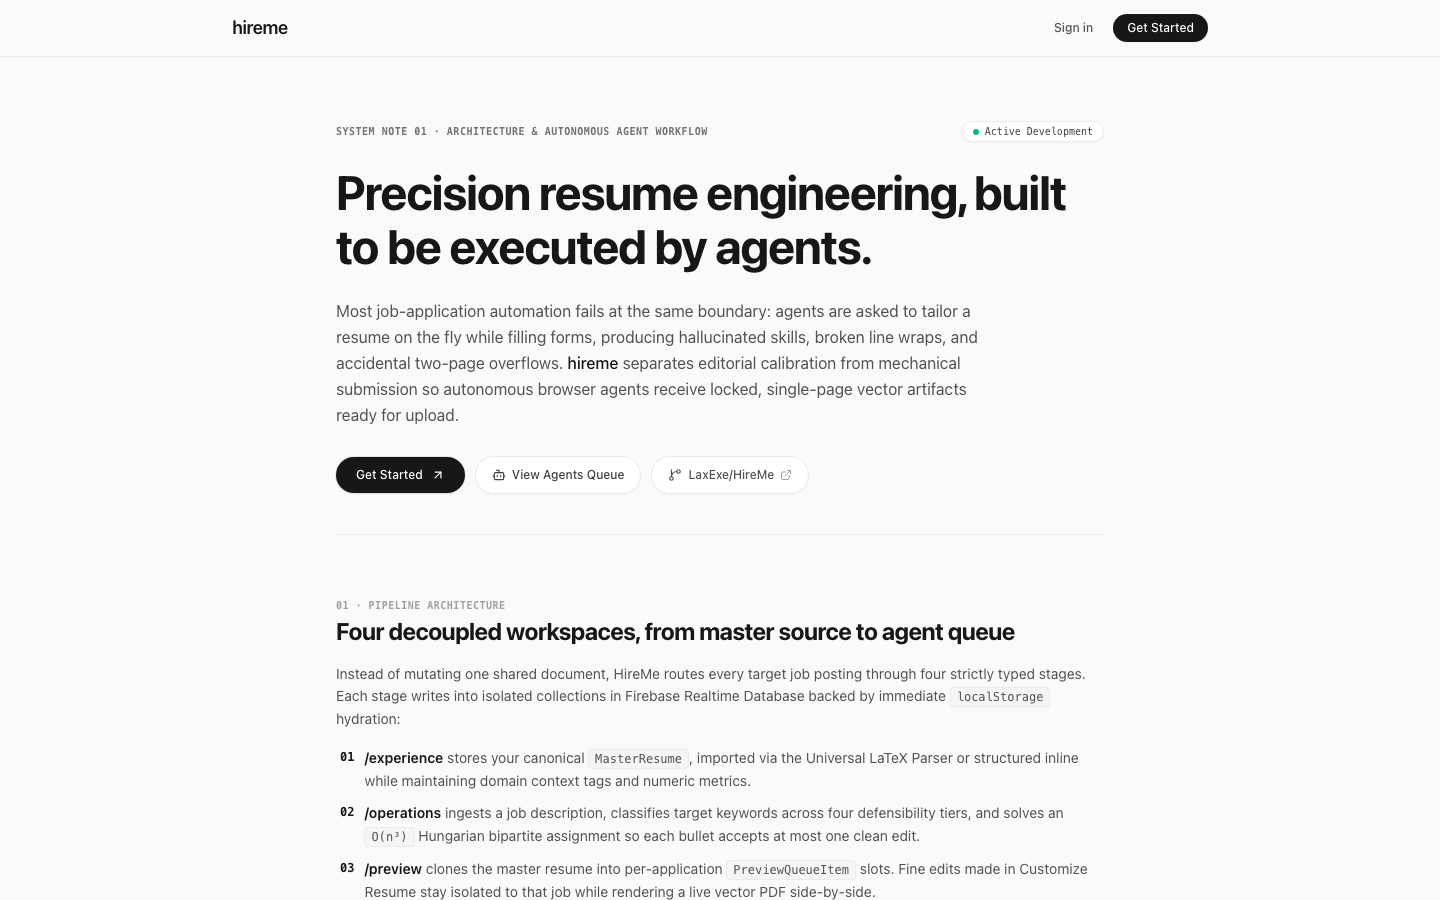 hireme
Sign in
Get Started
SYSTEM NOTE 01 · ARCHITECTURE & AUTONOMOUS AGENT WORKFLOW
Active Development
Precision resume engineering, built
to be executed by agents.
Most job-application automation fails at the same boundary: agents are asked to tailor a
resume on the fly while filling forms, producing hallucinated skills, broken line wraps, and
accidental two-page overflows. hireme separates editorial calibration from mechanical
submission so autonomous browser agents receive locked, single-page vector artifacts
ready for upload.
Get Started
View Agents Queue
LaxExe/HireMe
01 · PIPELINE ARCHITECTURE
Four decoupled workspaces, from master source to agent queue
Instead of mutating one shared document, HireMe routes every target job posting through four strictly typed stages.
Each stage writes into isolated collections in Firebase Realtime Database backed by immediate localStorage
hydration:
01 /experience stores your canonical MasterResume, imported via the Universal LaTeX Parser or structured inline
while maintaining domain context tags and numeric metrics.
02 /operations ingests a job description, classifies target keywords across four defensibility tiers, and solves an
O(n³) Hungarian bipartite assignment so each bullet accepts at most one clean edit.
03 /preview clones the master resume into per-application PreviewQueueItem slots. Fine edits made in Customize
Resume stay isolated to that job while rendering a live vector PDF side-by-side.